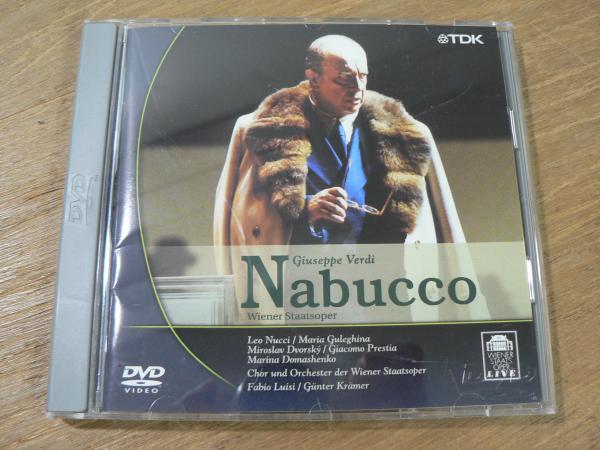 TDK
DVD
Giuseppe Verdi
Nabucco
Wiener Staatsoper
Leo Nucci / Maria Guleghina
Miroslav Dvorský / Giacomo Prestia
Marina Domashenko
Chor und Orchester der Wiener Staatsoper
Fabio Luisi / Günter Krämer
DVD
VIDEO
WIENER
STAATS
OPER
LIVE